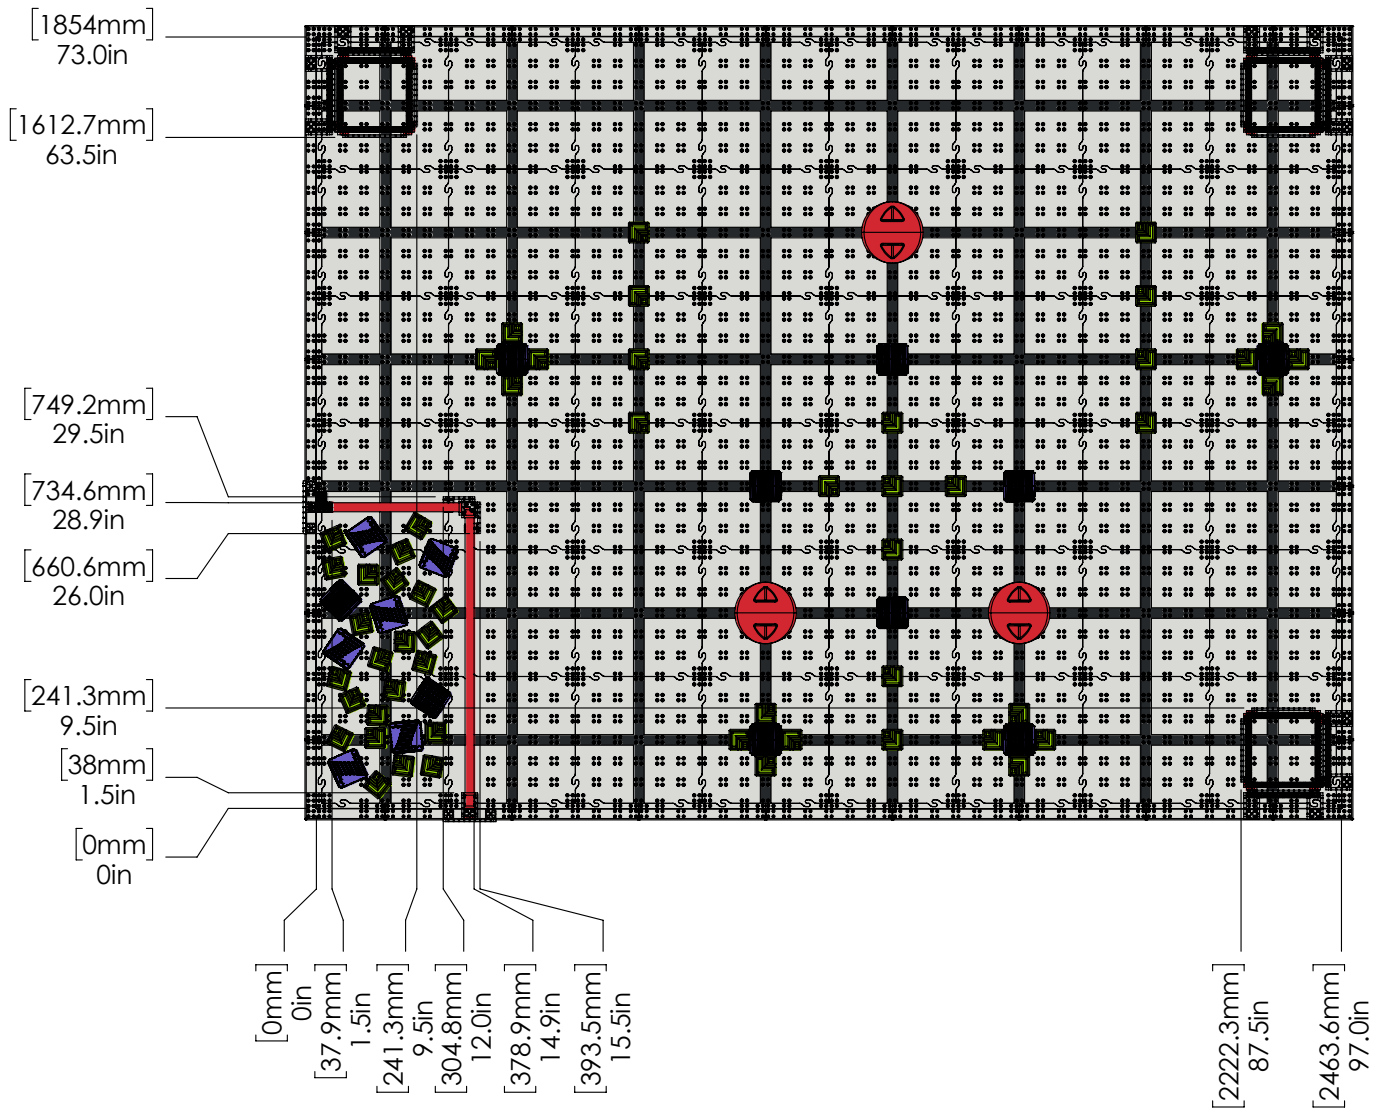 [1854mm]
73.0in
[1612.7mm]
63.5in
[749.2mm]
29.5in
[734.6mm]
28.9in
[660.6mm]
26.0in
[241.3mm]
9.5in
[38mm]
1.5in
[0mm]
0in
[0mm]
0in
[37.9mm]
1.5in
[241.3mm]
9.5in
[304.8mm]
12.0in
[378.9mm]
14.9in
[393.5mm]
15.5in
[2222.3mm]
87.5in
[2463.6mm]
97.0in